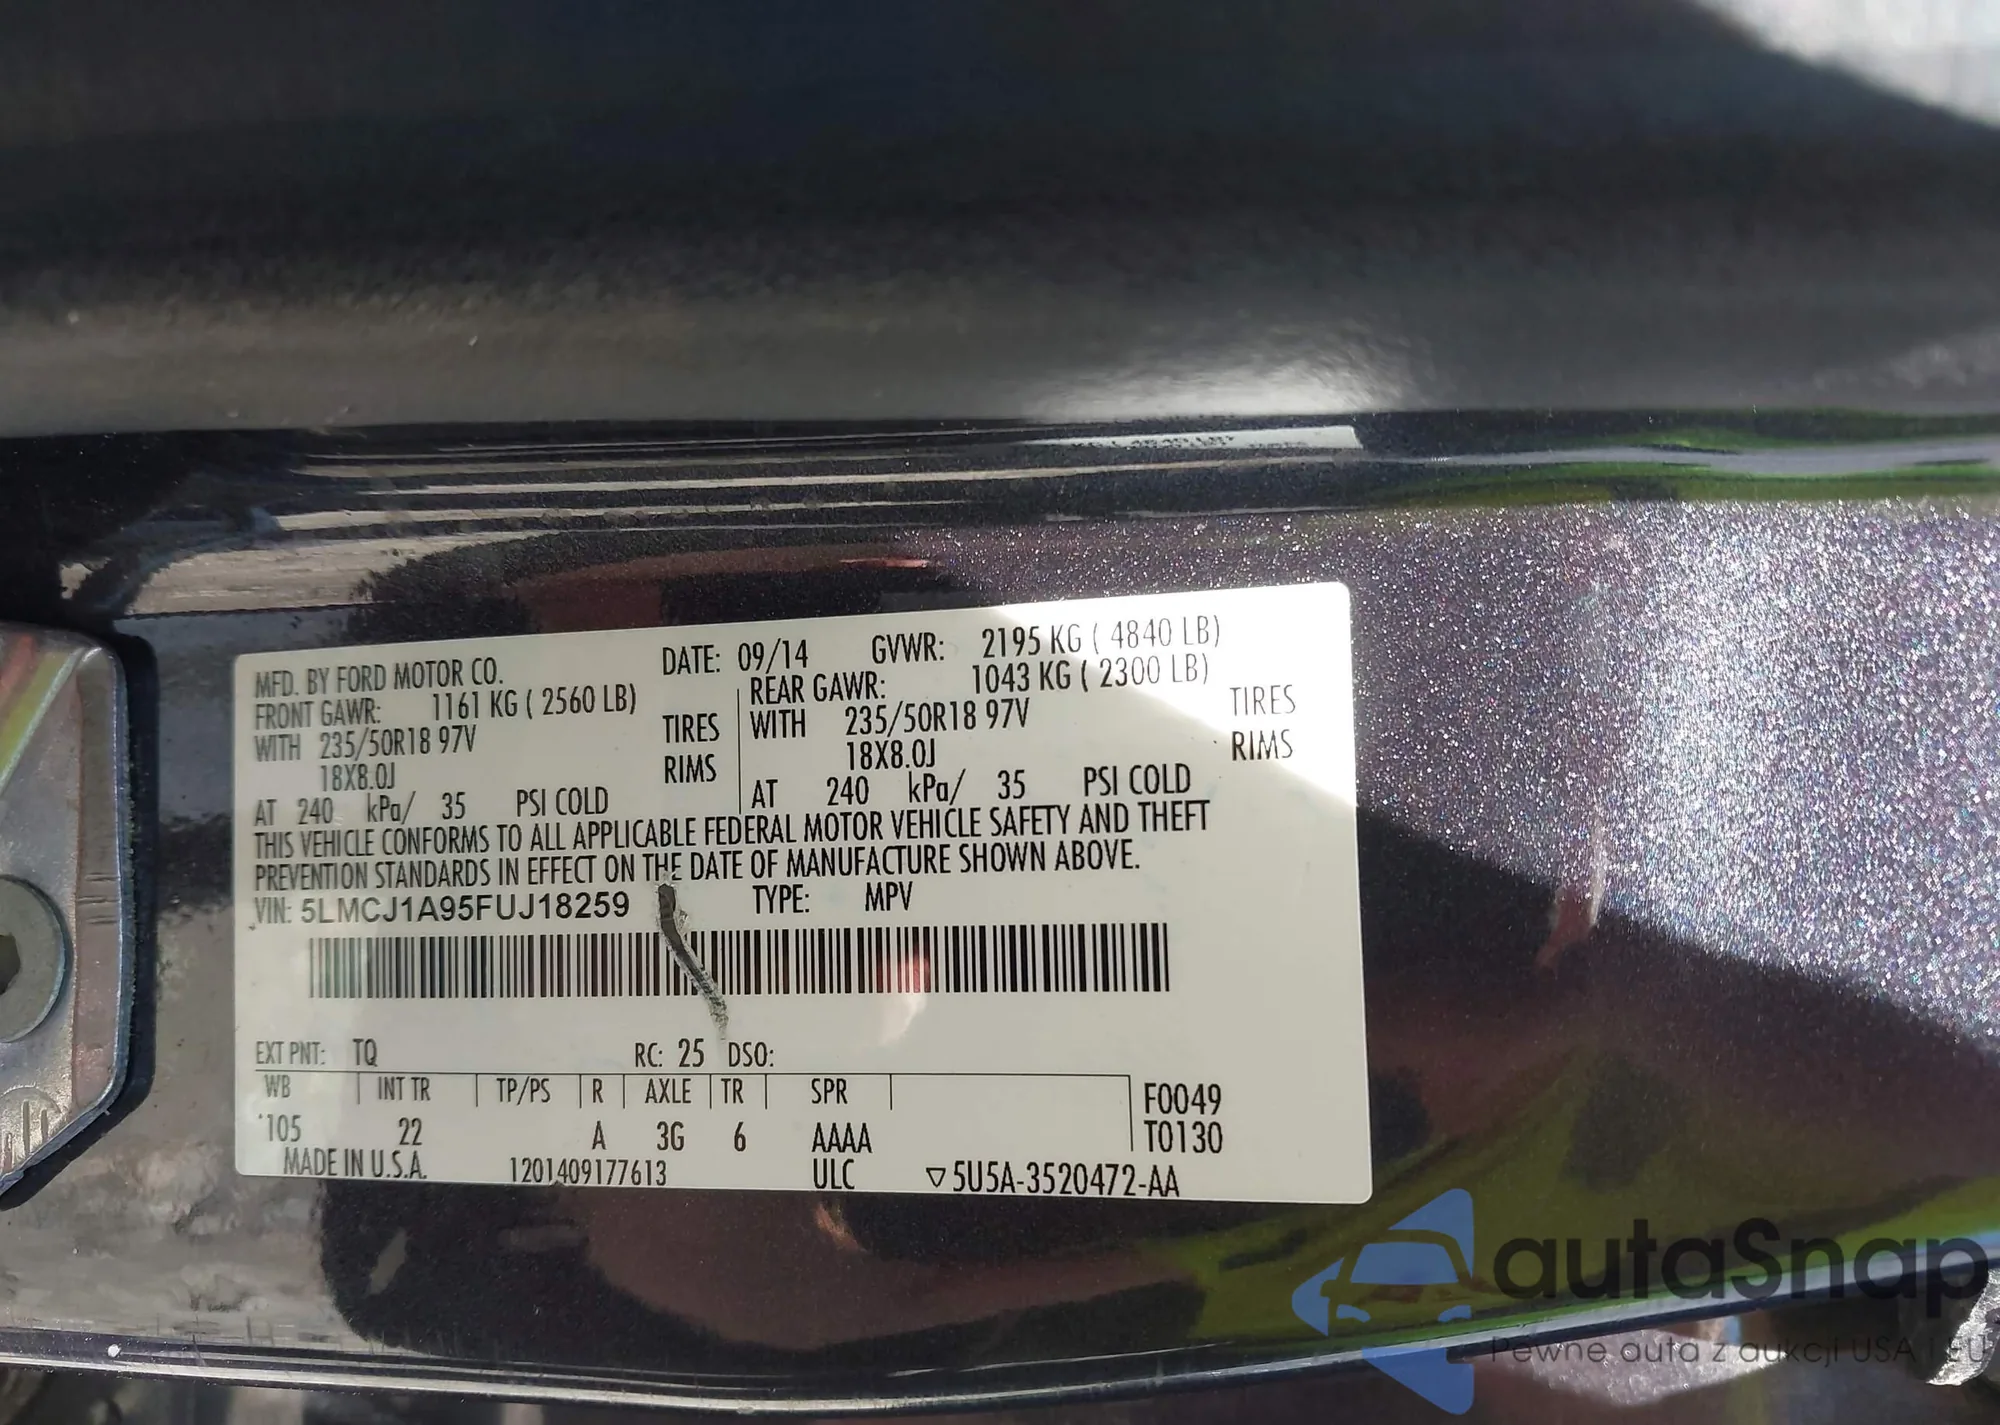 MFD. BY FORD MOTOR CO. DATE: 09/14 GVWR: 2195 KG ( 4840 LB)
FRONT GAWR: 1161 KG ( 2560 LB) REAR GAWR: 1043 KG ( 2300 LB)
WITH 235/50R18 97V TIRES WITH 235/50R18 97V TIRES
18X8.0J RIMS 18X8.0J RIMS
AT 240 kPa/ 35 PSI COLD AT 240 kPa/ 35 PSI COLD
THIS VEHICLE CONFORMS TO ALL APPLICABLE FEDERAL MOTOR VEHICLE SAFETY AND THEFT
PREVENTION STANDARDS IN EFFECT ON THE DATE OF MANUFACTURE SHOWN ABOVE.
VIN: 5LMCJ1A95FUJ18259 TYPE: MPV
EXT PNT: TQ RC: 25 DSO:
WB INT TR TP/PS R AXLE TR SPR F0049
105 22 A 3G 6 AAAA T0130
MADE IN U.S.A. 1201409177613 ULC ▽5U5A-3520472-AA
autaSnap
Pewne auta z aukcji USA i EU